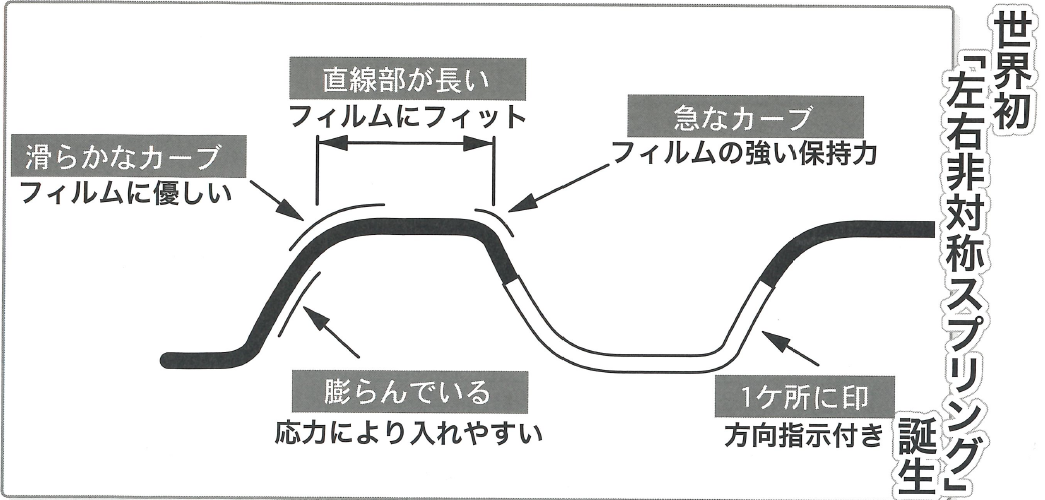 世界初
「左右非対称スプリング」
誕生
直線部が長い
フィルムにフィット
急なカーブ
フィルムの強い保持力
滑らかなカーブ
フィルムに優しい
膨らんでいる
応力により入れやすい
1ケ所に印
方向指示付き